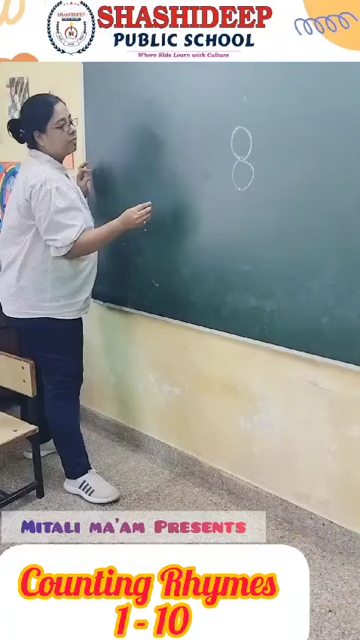 SHASHIDEEP
PUBLIC SCHOOL
Where Kids Learn with Culture
8
MITALI MA'AM PRESENTS
Counting Rhymes
1 - 10